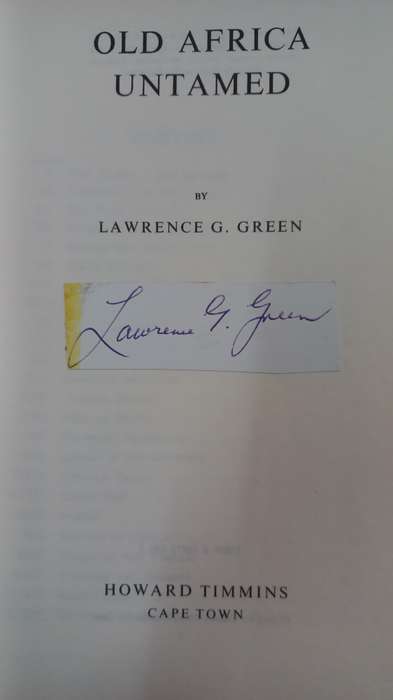 OLD AFRICA
UNTAMED
BY
LAWRENCE G. GREEN
Lawrence G. Green
HOWARD TIMMINS
CAPE TOWN